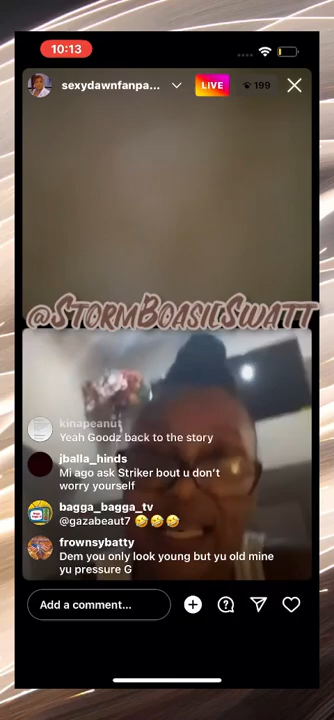 10:13
sexydawnfanpa...
LIVE
199
@STORMBOASILSWATT
kinapeanut
Yeah Goodz back to the story
jballa_hinds
Mi ago ask Striker bout u don't
worry yourself
bagga_bagga_tv
@gazabeaut7 🤣🤣🤣
frownsybatty
Dem you only look young but yu old mine
yu pressure G
Add a comment...